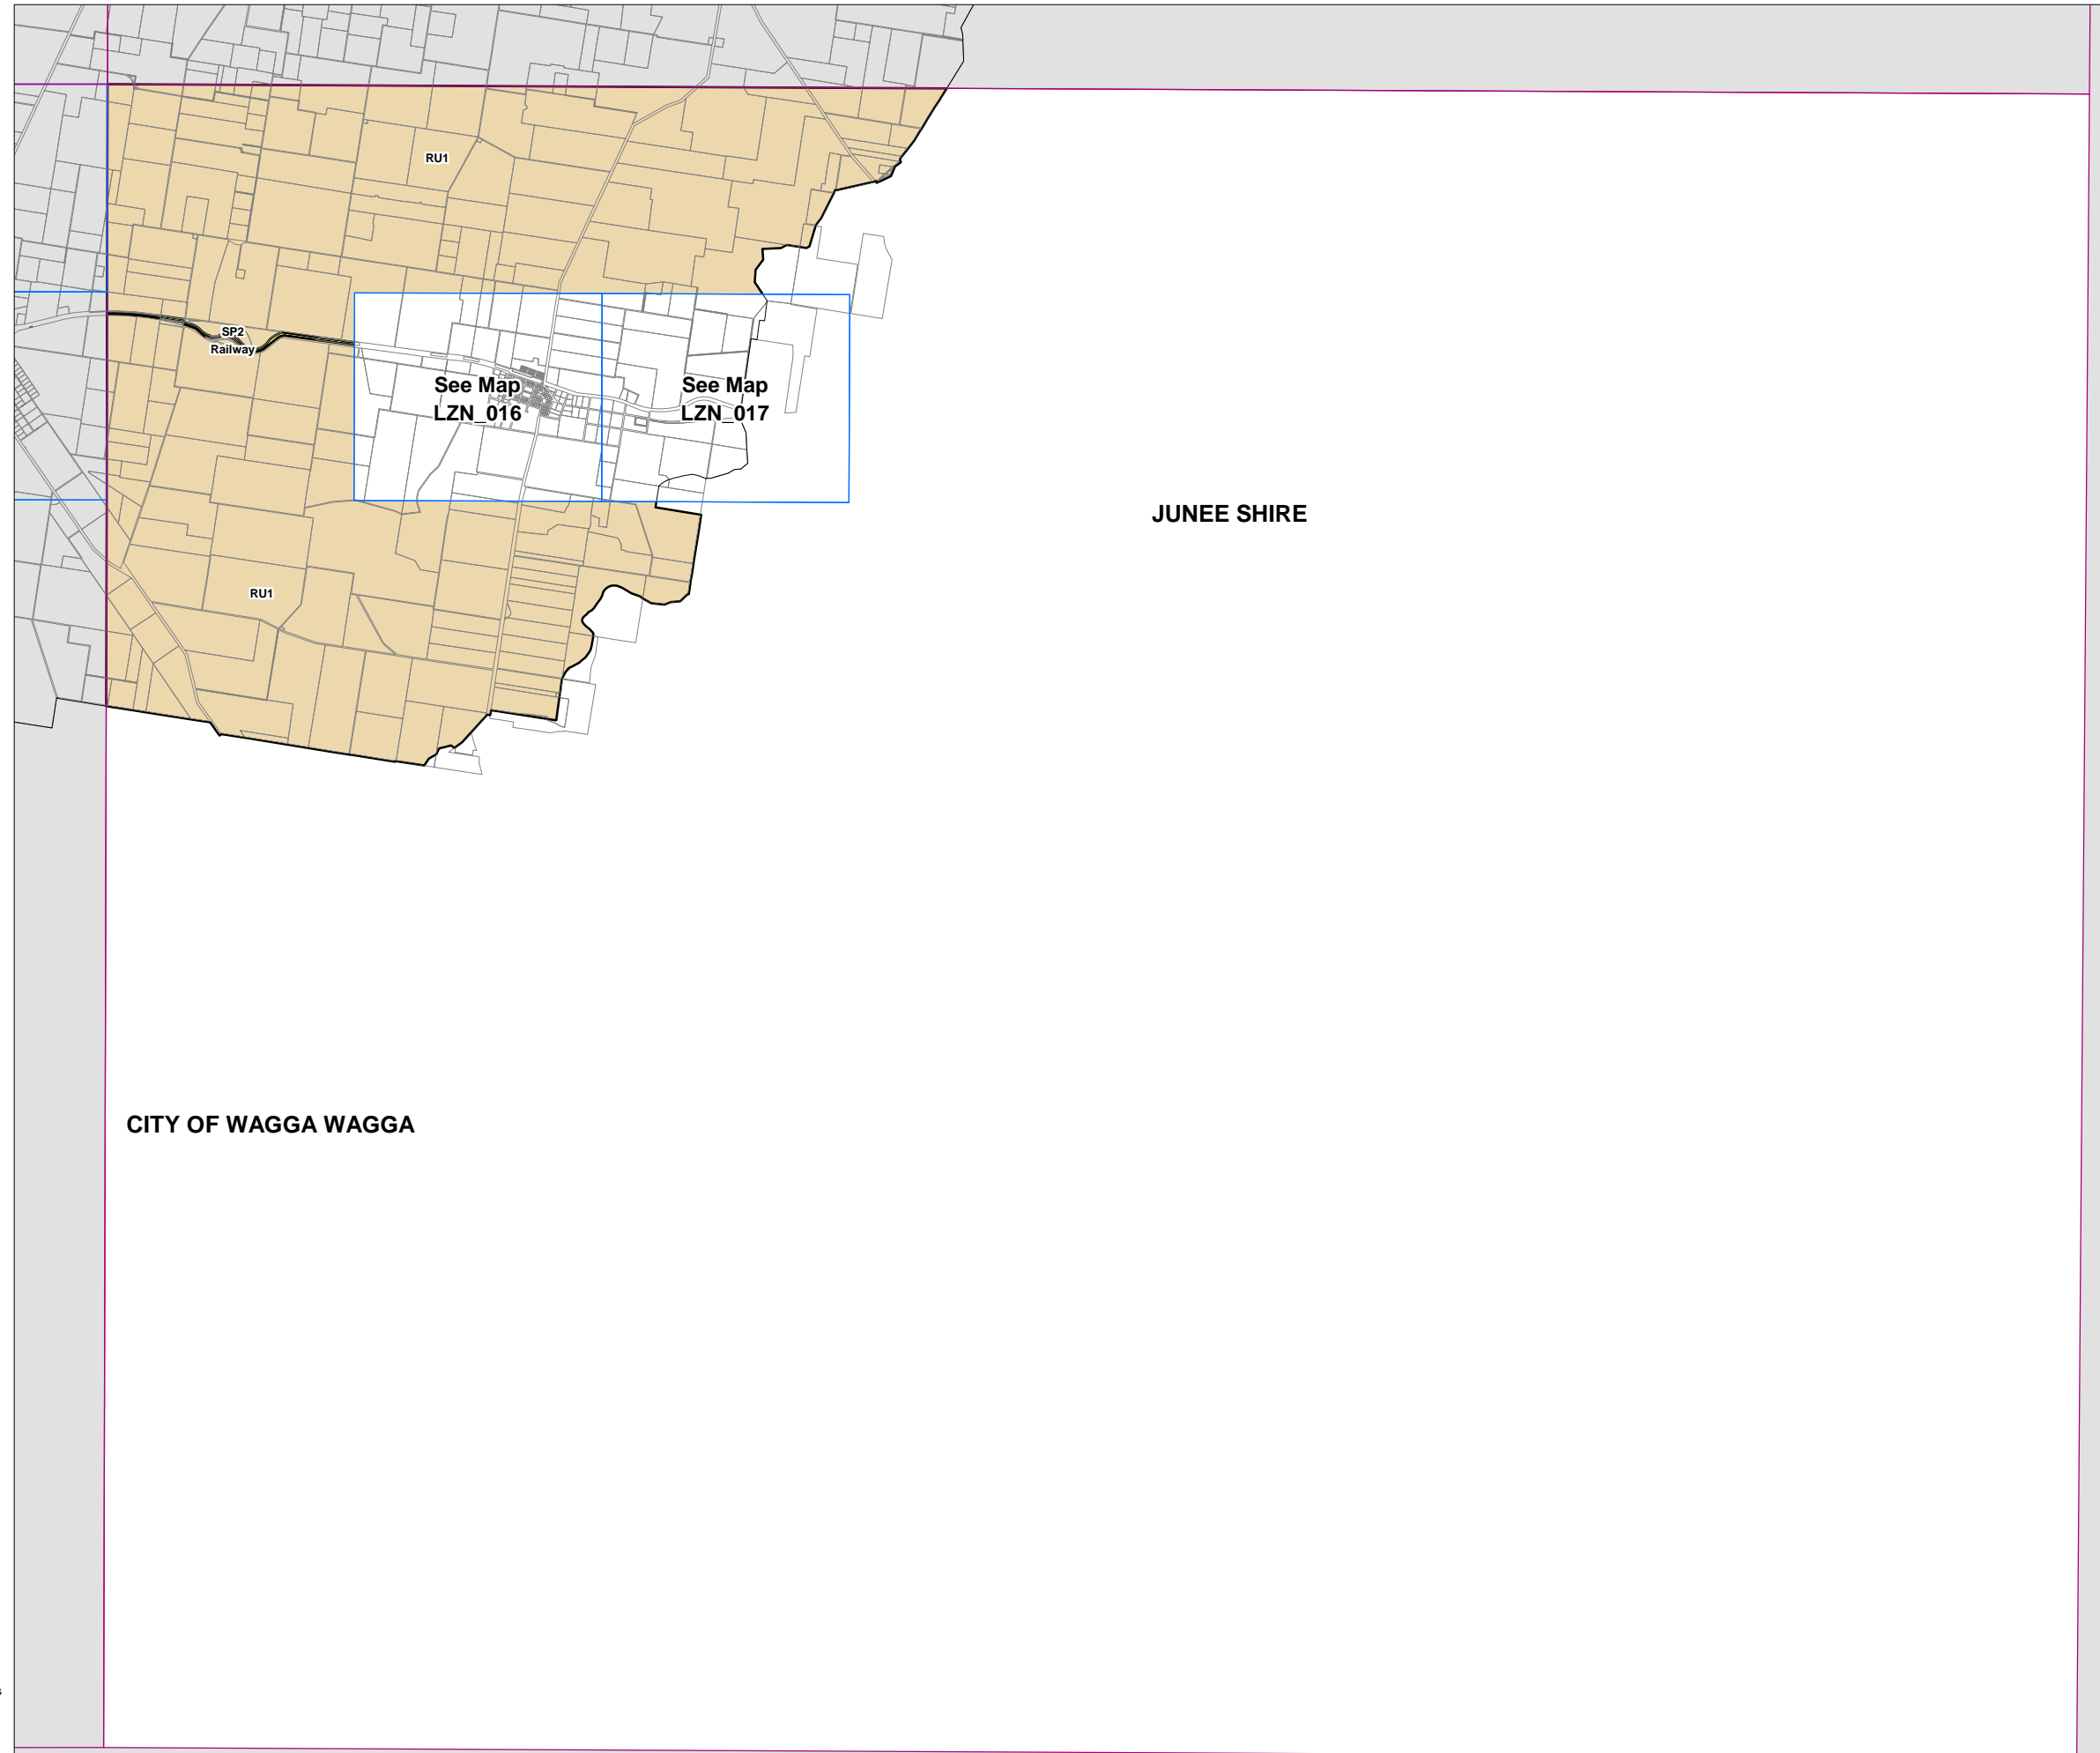 RU1
SP2
Railway
See Map
LZN_016
See Map
LZN_017
JUNEE SHIRE
RU1
CITY OF WAGGA WAGGA